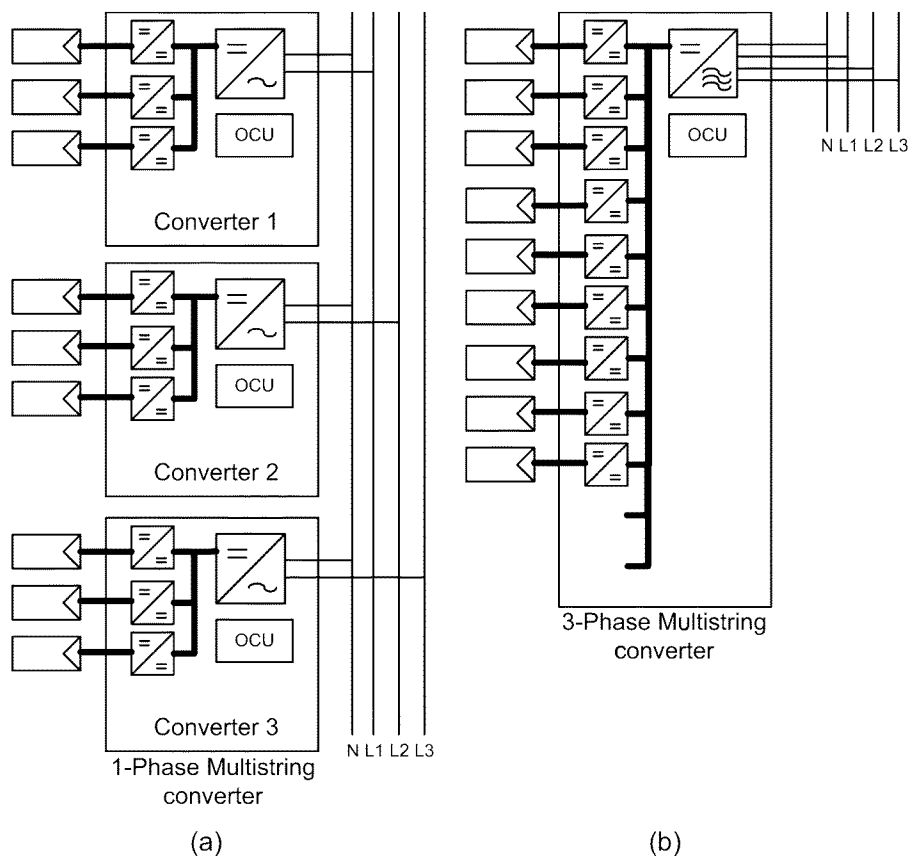 OCU
Converter 1
OCU
Converter 2
OCU
Converter 3
N L1 L2 L3
1-Phase Multistring
converter
(a)
OCU
N L1 L2 L3
3-Phase Multistring
converter
(b)